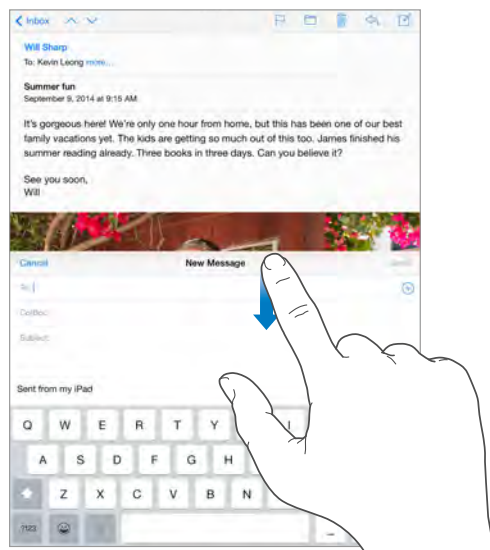 Inbox
Will Sharp
To: Kevin Leong more...
Summer fun
September 9, 2014 at 9:15 AM
It's gorgeous here! We're only one hour from home, but this has been one of our best
family vacations yet. The kids are getting so much out of this too. James finished his
summer reading already. Three books in three days. Can you believe it?
See you soon,
Will
Cancel New Message Send
To:
Cc/Bcc:
Subject:
Sent from my iPad
Q W E R T Y I
A S D F G H
Z X C V B N
.?123